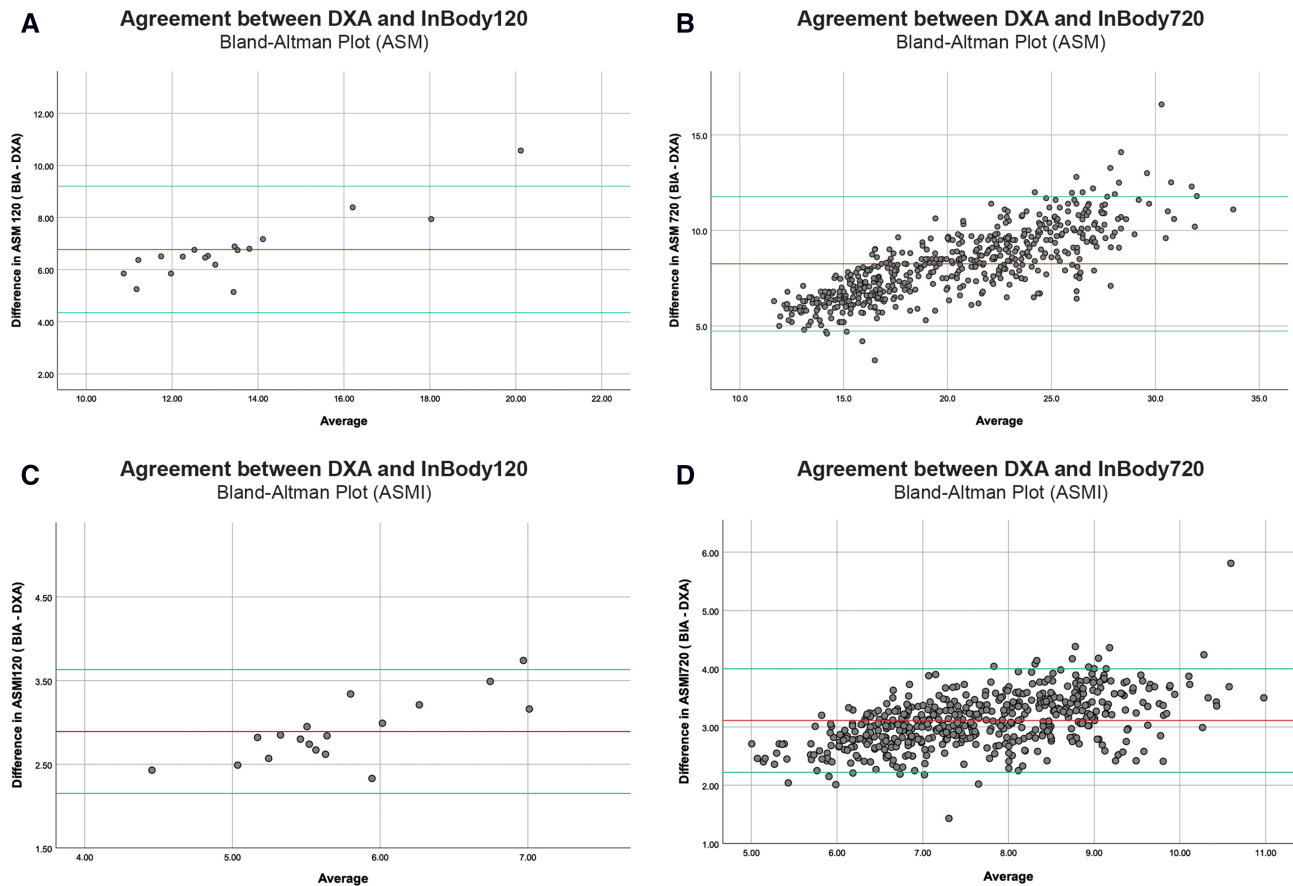 A
Agreement between DXA and InBody120
Bland-Altman Plot (ASM)
Difference in ASM 120 ( BIA - DXA)
12.00
10.00
8.00
6.00
4.00
2.00
10.00 12.00 14.00 16.00 18.00 20.00 22.00
Average
B
Agreement between DXA and InBody720
Bland-Altman Plot (ASM)
Difference in ASM 720 ( BIA - DXA)
15.0
10.0
5.0
10.0 15.0 20.0 25.0 30.0 35.0
Average
C
Agreement between DXA and InBody120
Bland-Altman Plot (ASMI)
Difference in ASMI120 ( BIA - DXA)
4.50
3.50
2.50
1.50
4.00 5.00 6.00 7.00
Average
D
Agreement between DXA and InBody720
Bland-Altman Plot (ASMI)
Difference in ASMI720 ( BIA - DXA)
6.00
5.00
4.00
3.00
2.00
1.00
5.00 6.00 7.00 8.00 9.00 10.00 11.00
Average